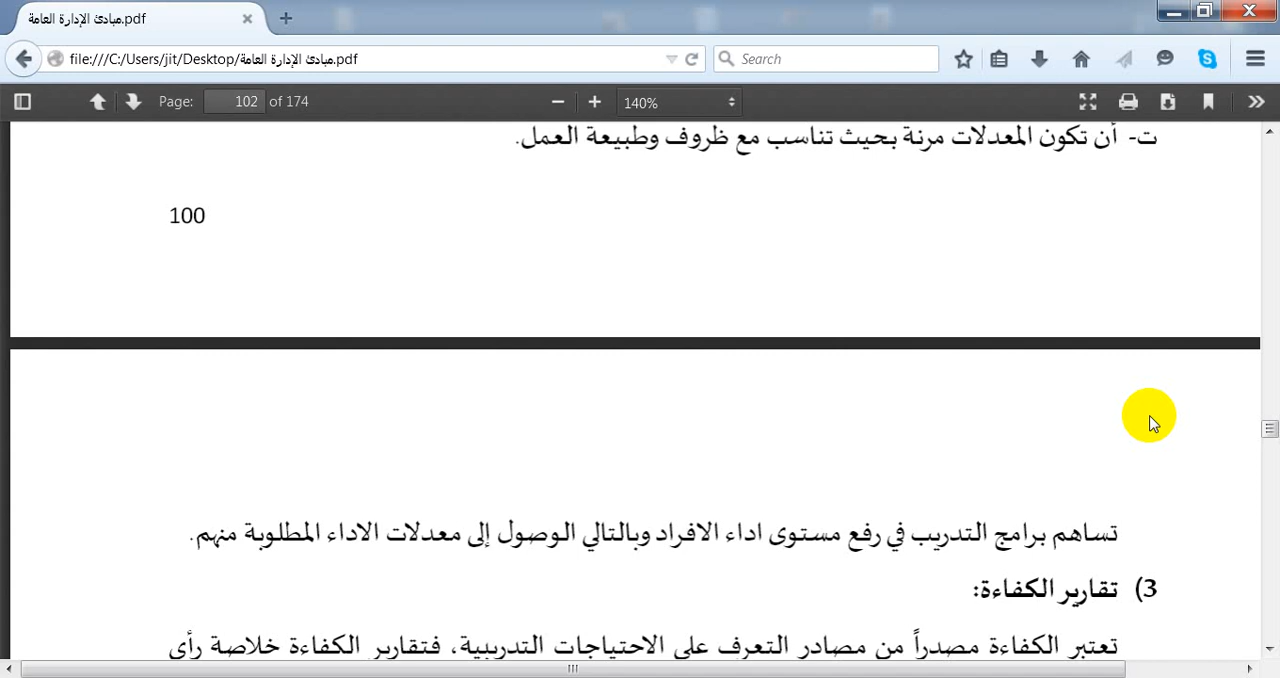 مبادئ الإدارة العامة.pdf
file:///C:/Users/jit/Desktop/مبادئ الإدارة العامة.pdf
Search
Page: 102 of 174
140%
ت- أن تكون المعدلات مرنة بحيث تناسب مع ظروف وطبيعة العمل.
100
تساهم برامج التدريب في رفع مستوى اداء الافراد وبالتالي الوصول إلى معدلات الاداء المطلوبة منهم.
3) تقارير الكفاءة:
تعتبر الكفاءة مصدراً من مصادر التعرف على الاحتياجات التدريبية، فتقارير الكفاءة خلاصة رأي